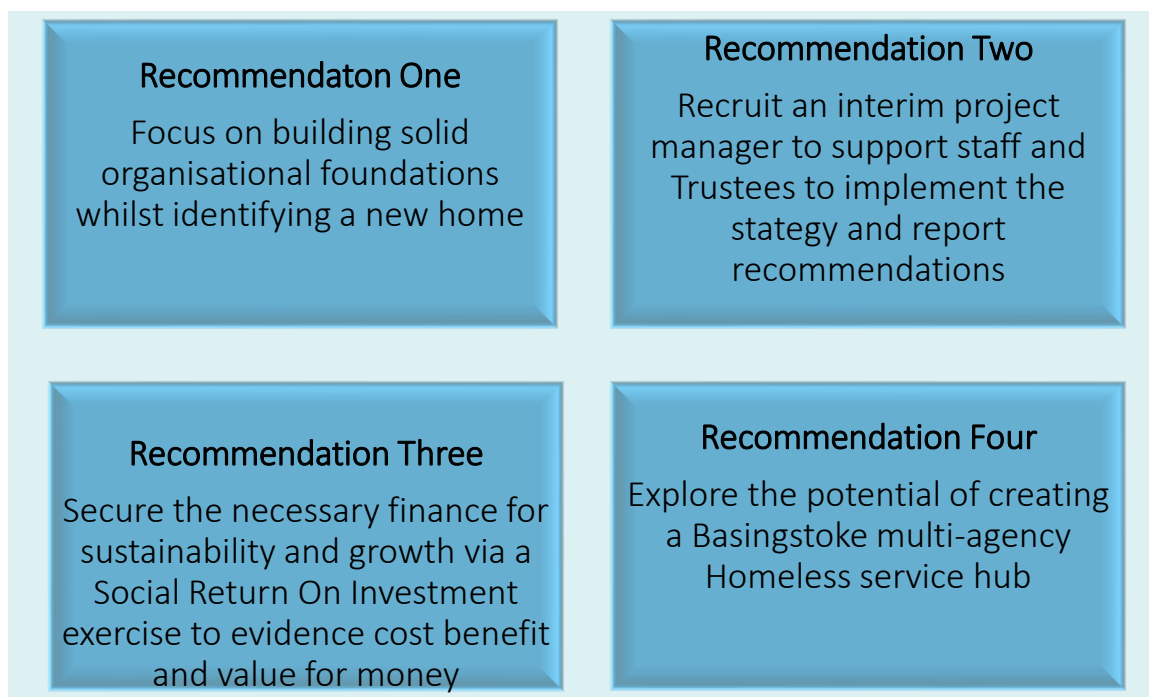 Recommendaton One
Focus on building solid
organisational foundations
whilst identifying a new home
Recommendation Two
Recruit an interim project
manager to support staff and
Trustees to implement the
stategy and report
recommendations
Recommendation Three
Secure the necessary finance for
sustainability and growth via a
Social Return On Investment
exercise to evidence cost benefit
and value for money
Recommendation Four
Explore the potential of creating
a Basingstoke multi-agency
Homeless service hub